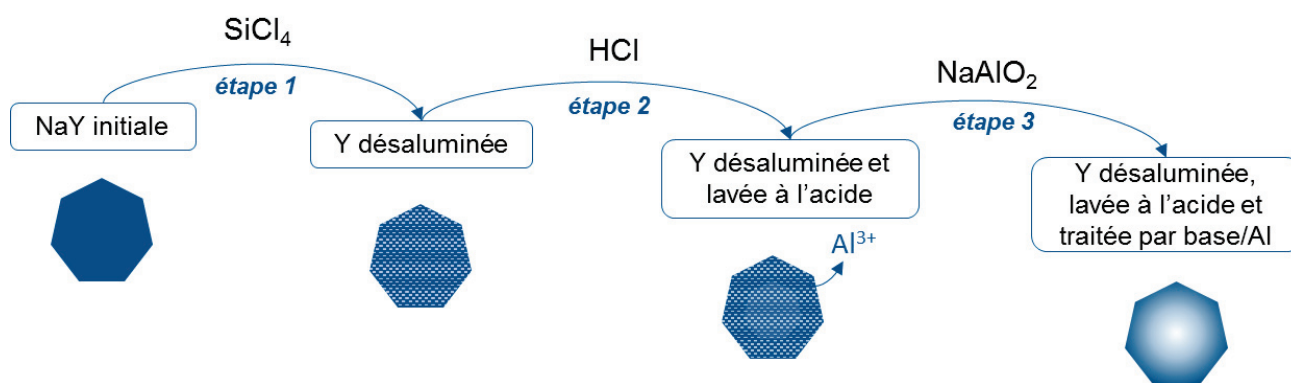 SiCl₄
étape 1
HCl
étape 2
NaAlO₂
étape 3
NaY initiale
Y désaluminée
Y désaluminée et
lavée à l'acide
Y désaluminée,
lavée à l'acide et
traitée par base/Al
Al³⁺